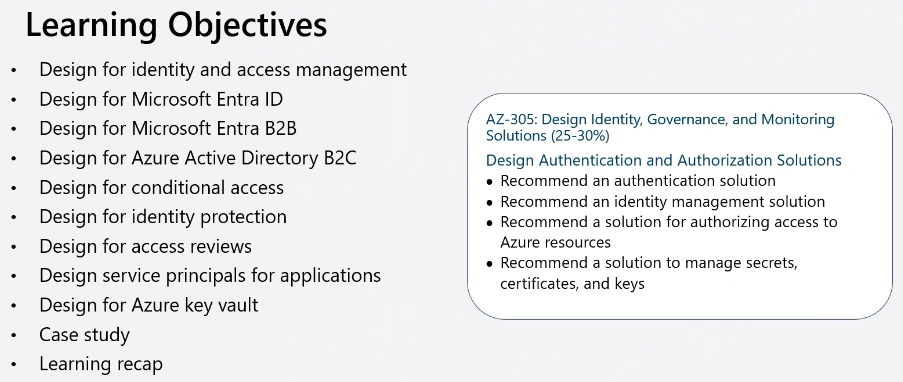 Learning Objectives
• Design for identity and access management
• Design for Microsoft Entra ID
• Design for Microsoft Entra B2B
• Design for Azure Active Directory B2C
• Design for conditional access
• Design for identity protection
• Design for access reviews
• Design service principals for applications
• Design for Azure key vault
• Case study
• Learning recap
AZ-305: Design Identity, Governance, and Monitoring
Solutions (25-30%)
Design Authentication and Authorization Solutions
• Recommend an authentication solution
• Recommend an identity management solution
• Recommend a solution for authorizing access to
Azure resources
• Recommend a solution to manage secrets,
certificates, and keys